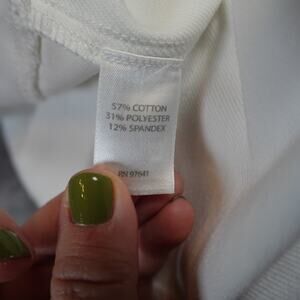 57% COTTON
31% POLYESTER
12% SPANDEX
RN 97641